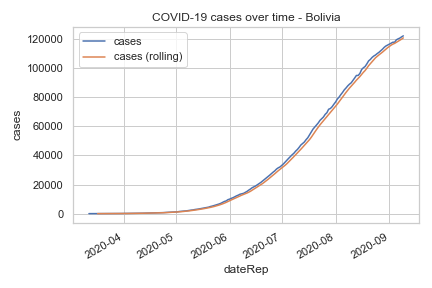 COVID-19 cases over time - Bolivia
cases
cases (rolling)
120000
100000
80000
60000
40000
20000
0
cases
2020-04
2020-05
2020-06
2020-07
2020-08
2020-09
dateRep